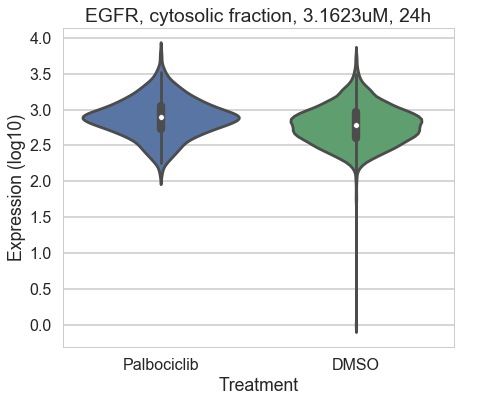 EGFR, cytosolic fraction, 3.1623uM, 24h
4.0
3.5
3.0
2.5
2.0
1.5
1.0
0.5
0.0
Expression (log10)
Palbociclib DMSO
Treatment